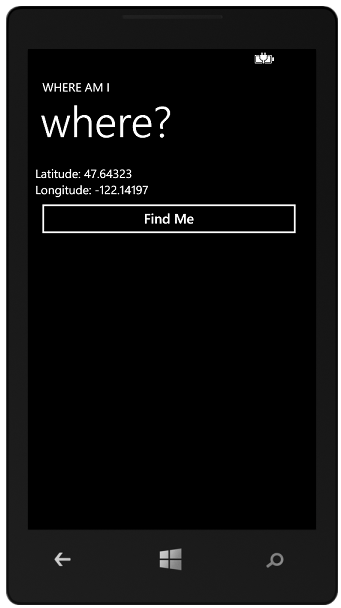 WHERE AM I
where?
Latitude: 47.64323
Longitude: -122.14197
Find Me